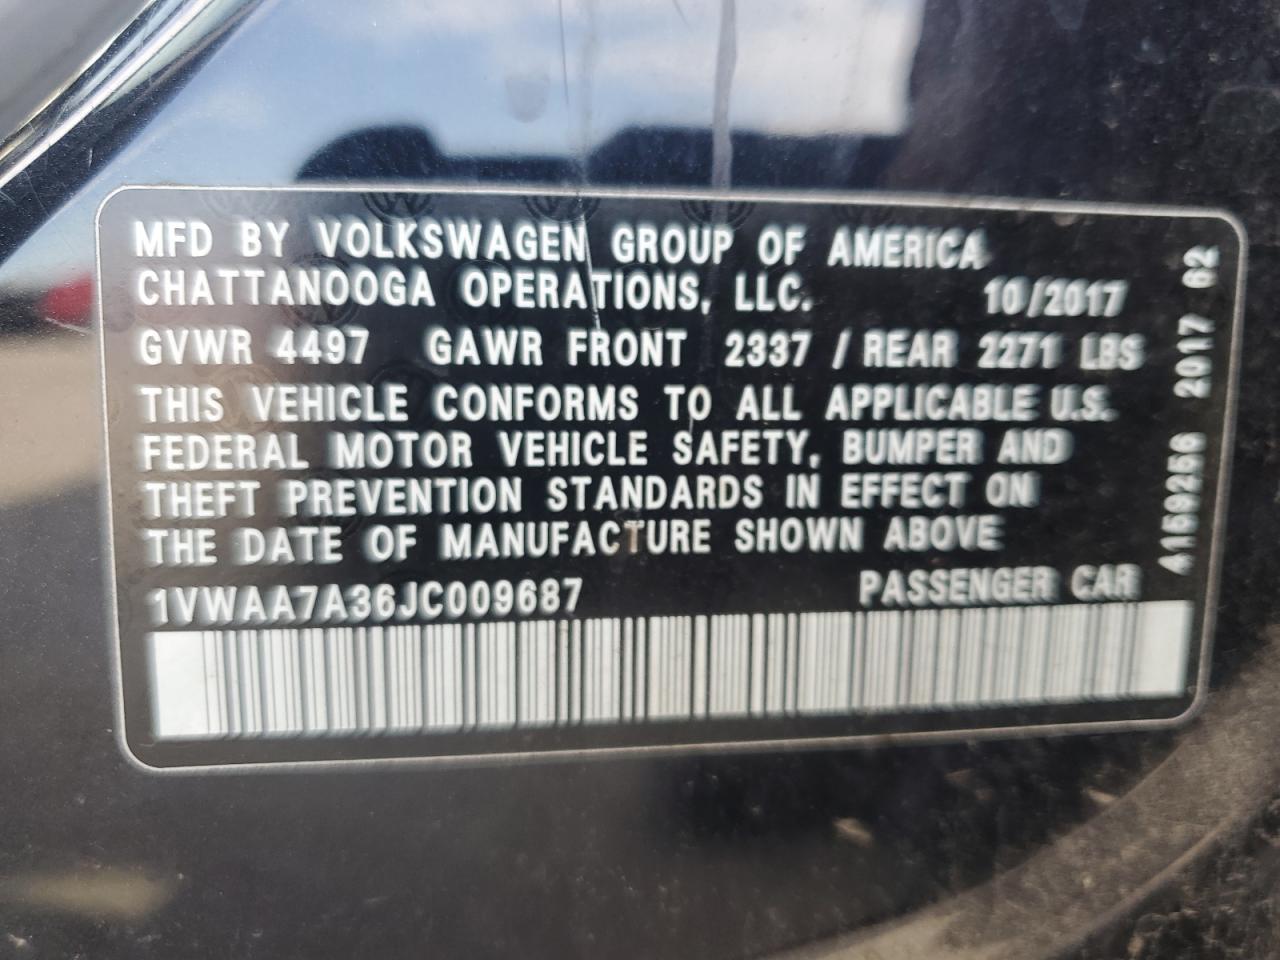 MFD BY VOLKSWAGEN GROUP OF AMERICA
CHATTANOOGA OPERATIONS, LLC. 10/2017
GVWR 4497 GAWR FRONT 2337 / REAR 2271 LBS
THIS VEHICLE CONFORMS TO ALL APPLICABLE U.S.
FEDERAL MOTOR VEHICLE SAFETY, BUMPER AND
THEFT PREVENTION STANDARDS IN EFFECT ON
THE DATE OF MANUFACTURE SHOWN ABOVE
1VWAA7A36JC009687 PASSENGER CAR
4159256 2017 62